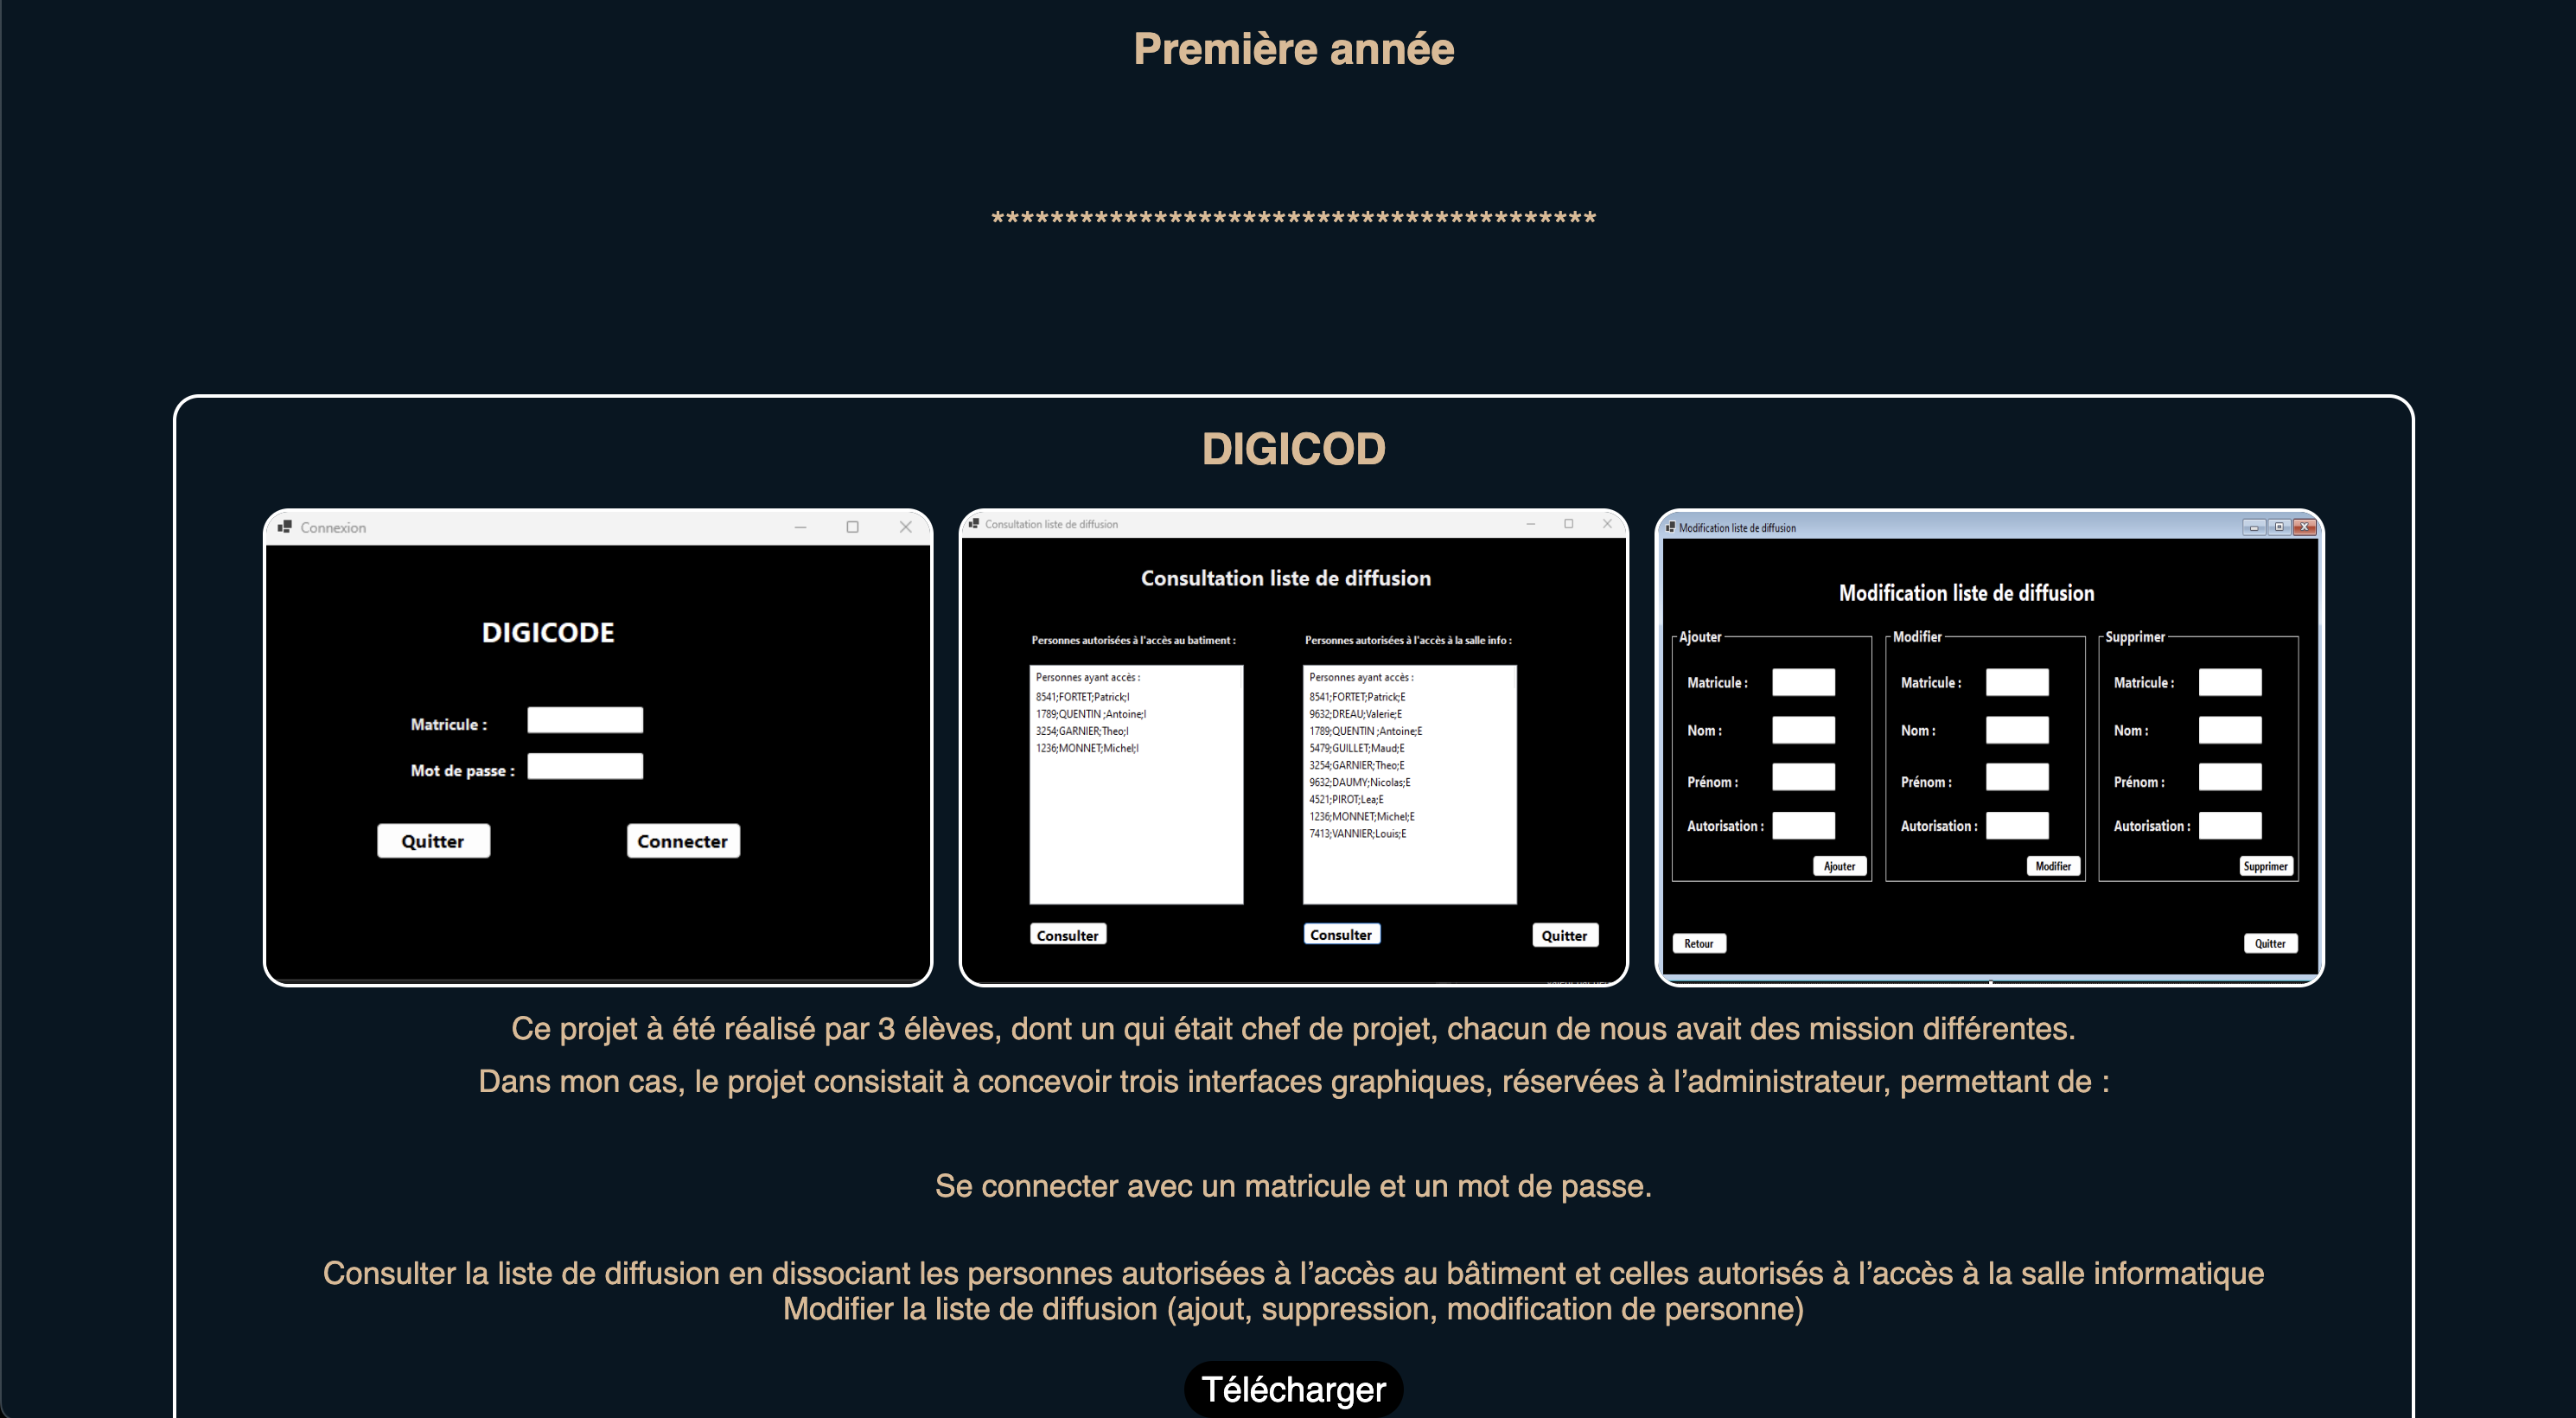 Première année
*****************************************
DIGICOD
Connexion
DIGICODE
Matricule :
Mot de passe :
Quitter
Connecter
Consultation liste de diffusion
Consultation liste de diffusion
Personnes autorisées à l'accès au batiment :
Personnes ayant accès :
8541;FORTET;Patrick;I
1789;QUENTIN ;Antoine;I
3254;GARNIER;Theo;I
1236;MONNET;Michel;I
Consulter
Personnes autorisées à l'accès à la salle info :
Personnes ayant accès :
8541;FORTET;Patrick;E
9632;DREAU;Valerie;E
1789;QUENTIN ;Antoine;E
5479;GUILLET;Maud;E
3254;GARNIER;Theo;E
9632;DAUMY;Nicolas;E
4521;PIROT;Lea;E
1236;MONNET;Michel;E
7413;VANNIER;Louis;E
Consulter
Quitter
Modification liste de diffusion
Modification liste de diffusion
Ajouter
Matricule :
Nom :
Prénom :
Autorisation :
Ajouter
Modifier
Matricule :
Nom :
Prénom :
Autorisation :
Modifier
Supprimer
Matricule :
Nom :
Prénom :
Autorisation :
Supprimer
Retour
Quitter
Ce projet à été réalisé par 3 élèves, dont un qui était chef de projet, chacun de nous avait des mission différentes.
Dans mon cas, le projet consistait à concevoir trois interfaces graphiques, réservées à l’administrateur, permettant de :
Se connecter avec un matricule et un mot de passe.
Consulter la liste de diffusion en dissociant les personnes autorisées à l’accès au bâtiment et celles autorisés à l’accès à la salle informatique
Modifier la liste de diffusion (ajout, suppression, modification de personne)
Télécharger